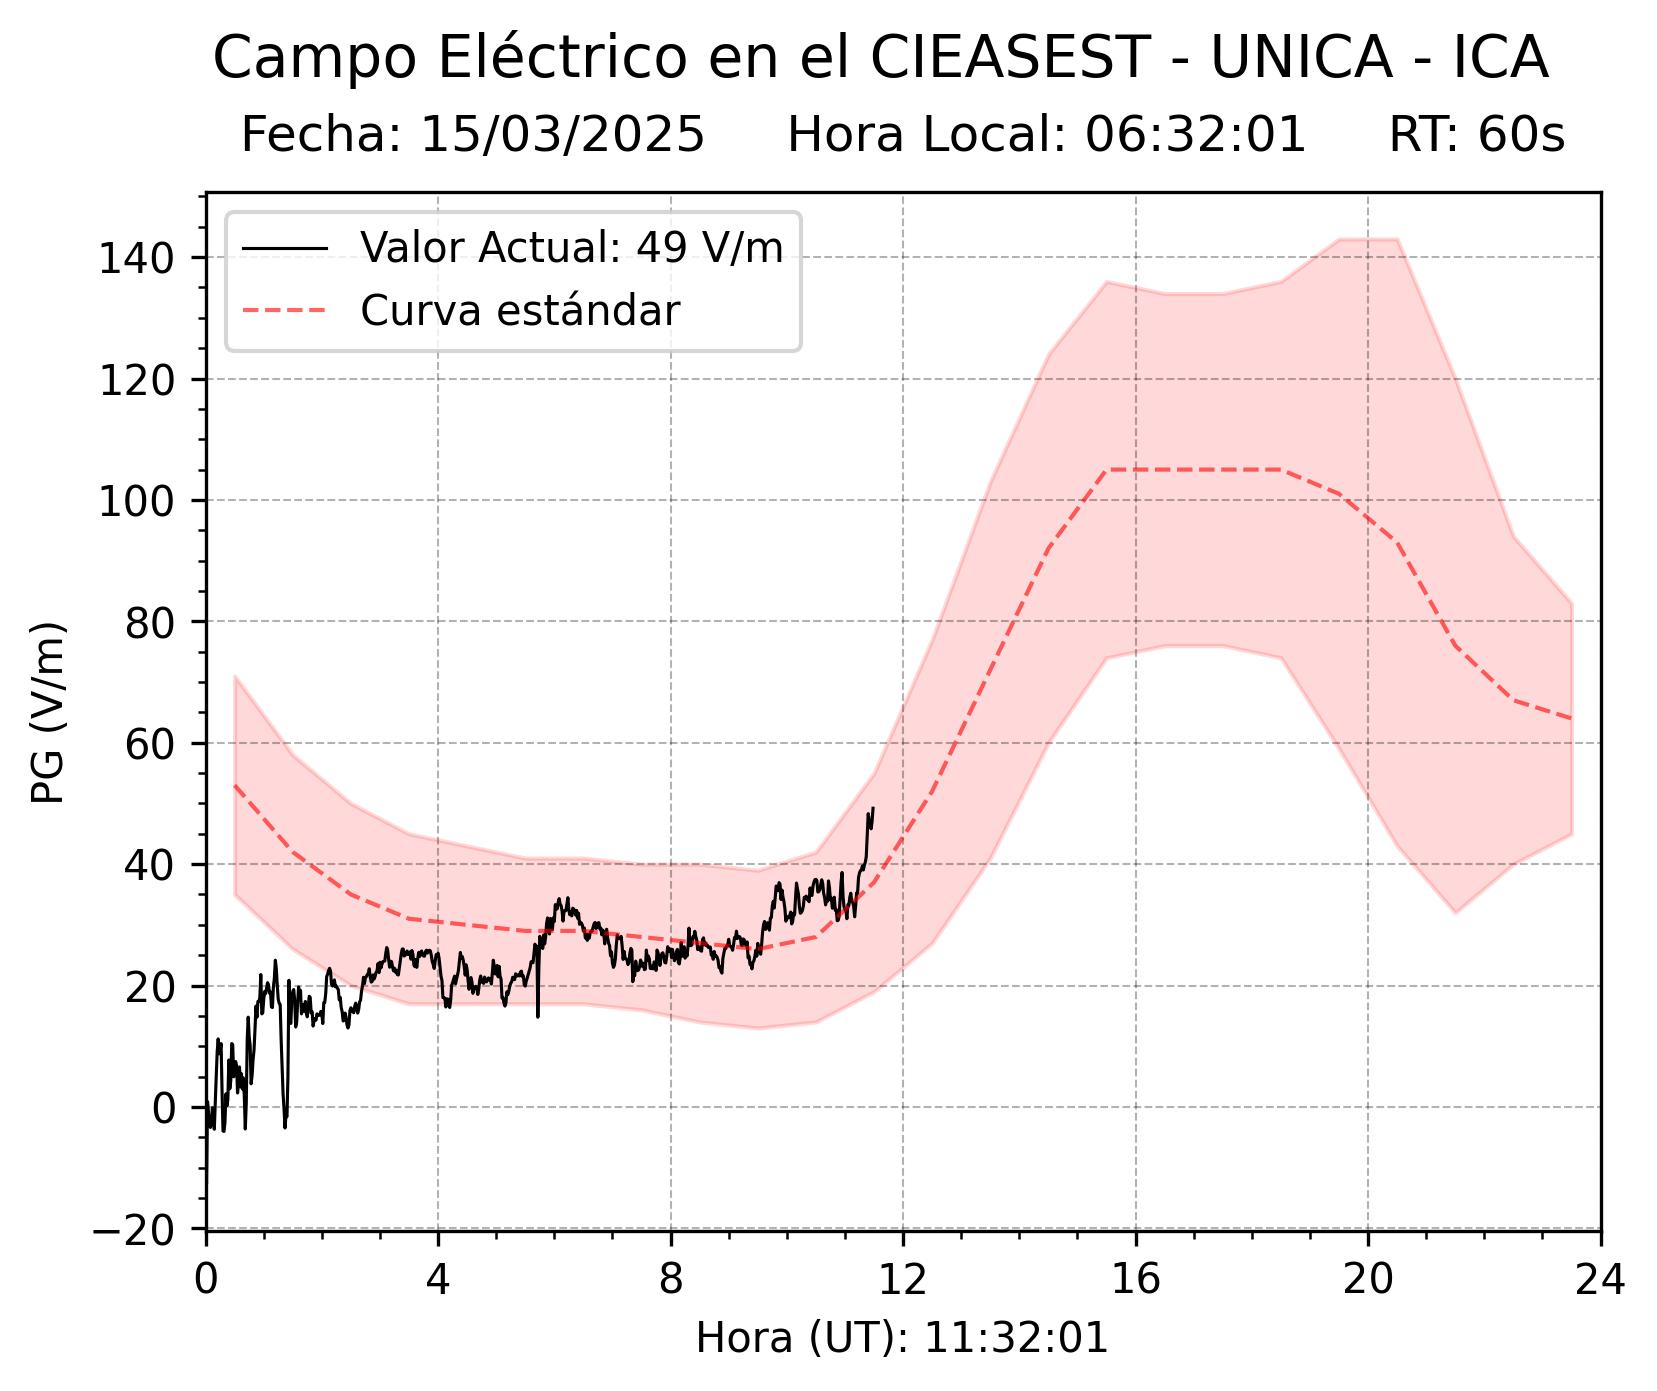 Campo Eléctrico en el CIEASEST - UNICA - ICA
Fecha: 15/03/2025 Hora Local: 06:32:01 RT: 60s
Valor Actual: 49 V/m
Curva estándar
PG (V/m)
140
120
100
80
60
40
20
0
−20
0 4 8 12 16 20 24
Hora (UT): 11:32:01